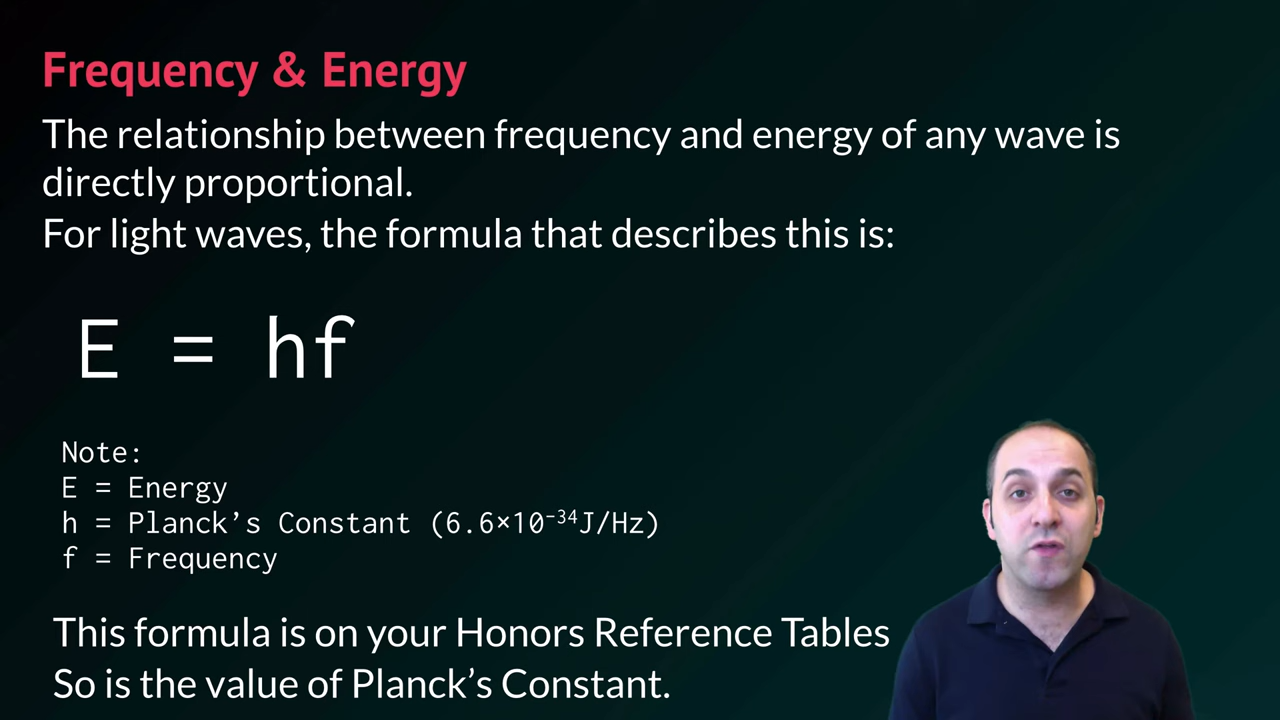 Frequency & Energy
The relationship between frequency and energy of any wave is
directly proportional.
For light waves, the formula that describes this is:
E = hf
Note:
E = Energy
h = Planck’s Constant (6.6×10⁻³⁴J/Hz)
f = Frequency
This formula is on your Honors Reference Tables
So is the value of Planck’s Constant.